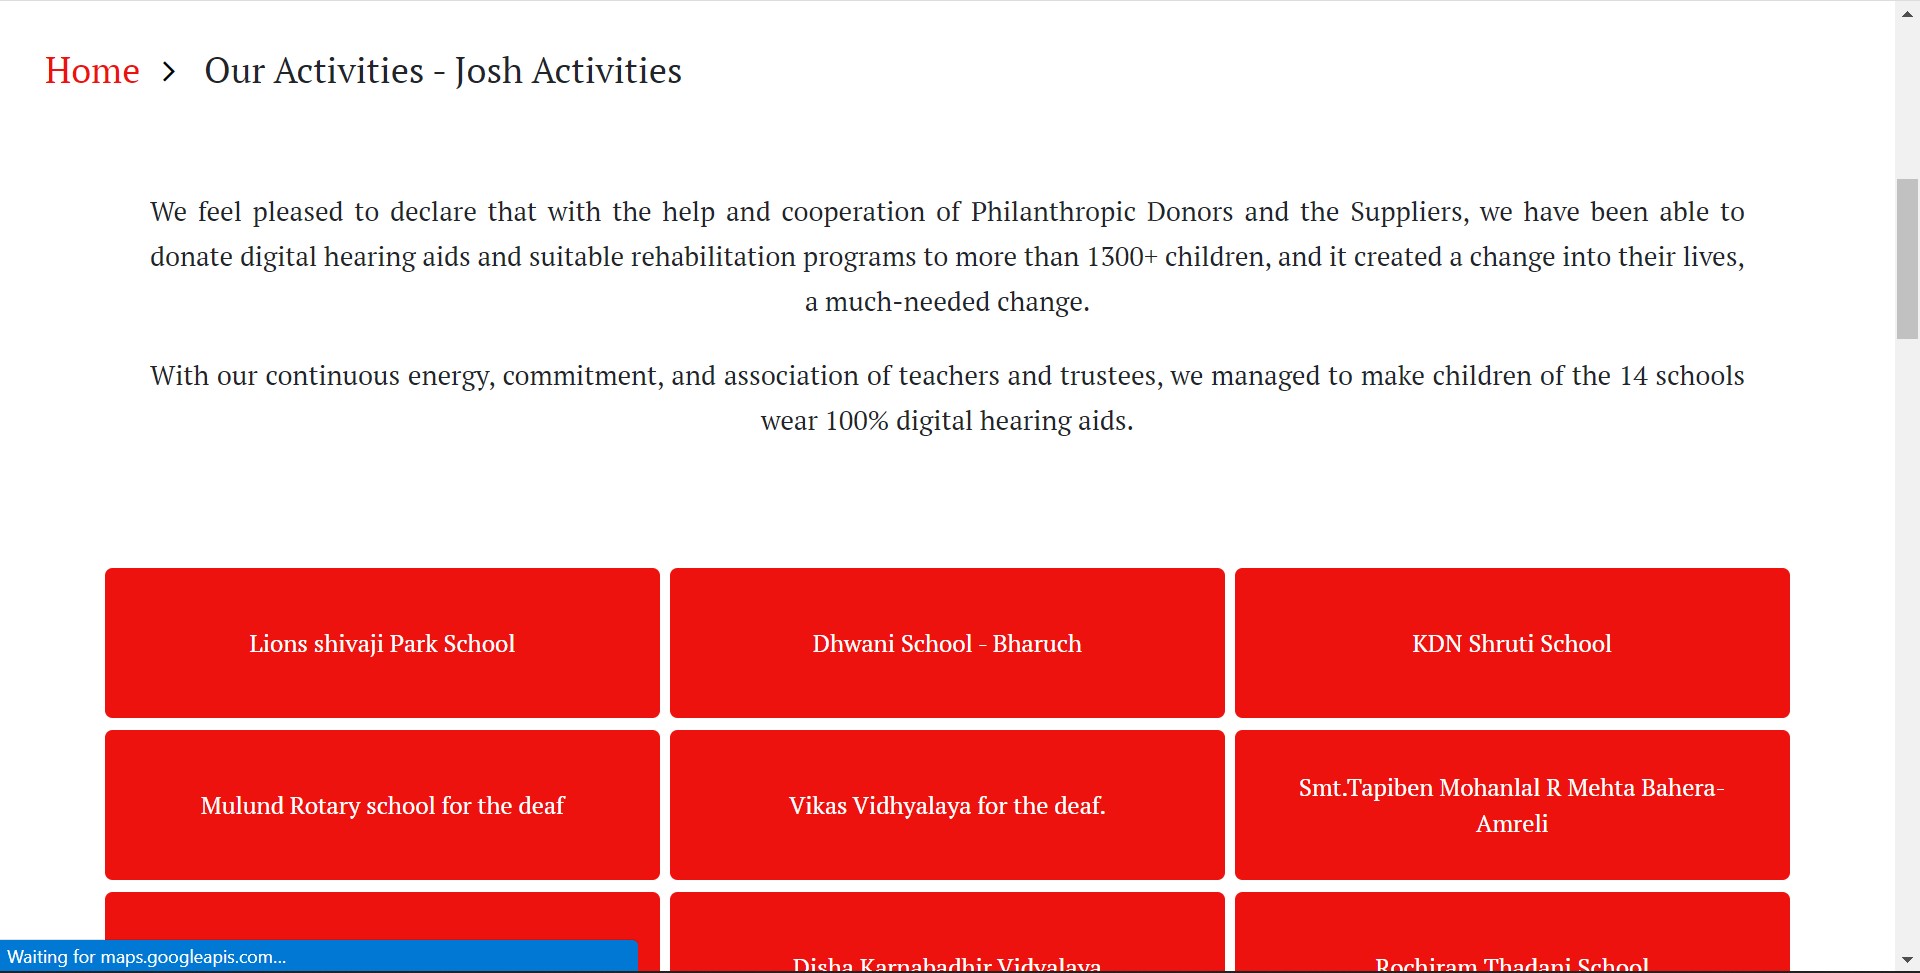 Home > Our Activities - Josh Activities
We feel pleased to declare that with the help and cooperation of Philanthropic Donors and the Suppliers, we have been able to
donate digital hearing aids and suitable rehabilitation programs to more than 1300+ children, and it created a change into their lives,
a much-needed change.
With our continuous energy, commitment, and association of teachers and trustees, we managed to make children of the 14 schools
wear 100% digital hearing aids.
Lions shivaji Park School
Dhwani School - Bharuch
KDN Shruti School
Mulund Rotary school for the deaf
Vikas Vidhyalaya for the deaf.
Smt.Tapiben Mohanlal R Mehta Bahera-
Amreli
Disha Karnabadhir Vidyalaya
Rochiram Thadani School
Waiting for maps.googleapis.com...